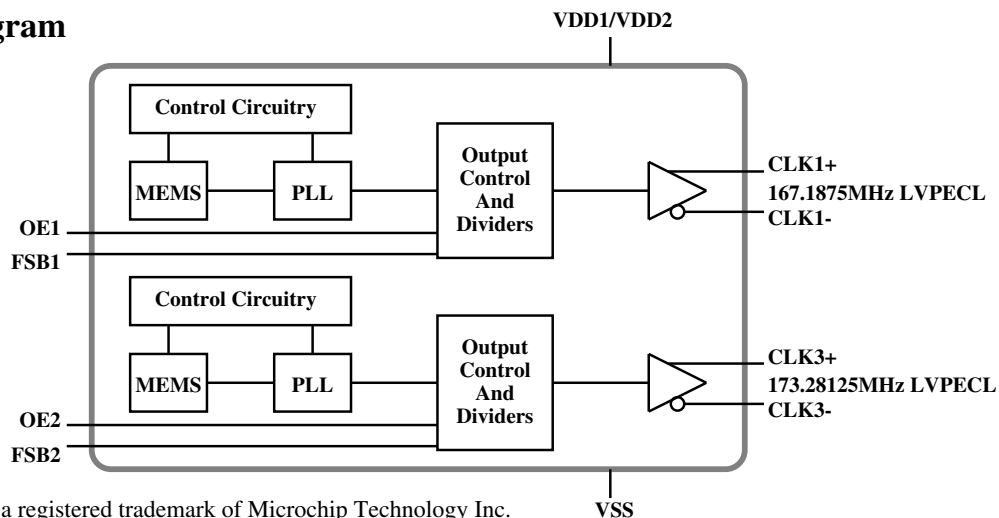 gram
VDD1/VDD2
Control Circuitry
MEMS
PLL
Output
Control
And
Dividers
CLK1+
167.1875MHz LVPECL
CLK1-
OE1
FSB1
Control Circuitry
MEMS
PLL
Output
Control
And
Dividers
CLK3+
173.28125MHz LVPECL
CLK3-
OE2
FSB2
a registered trademark of Microchip Technology Inc.
VSS